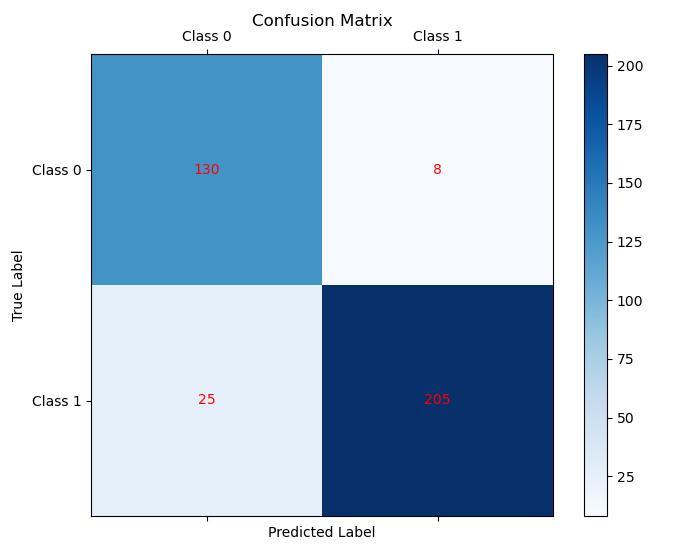 Confusion Matrix
Class 0 Class 1
Class 0 130 8
Class 1 25 205
True Label
Predicted Label
200
175
150
125
100
75
50
25